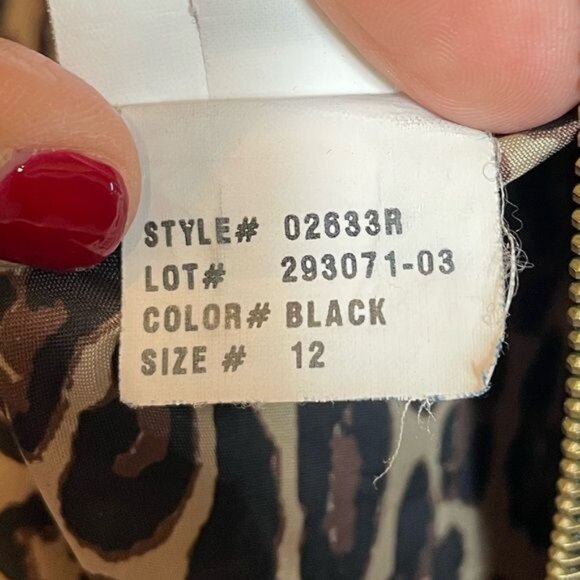 STYLE# 02633R
LOT# 293071-03
COLOR# BLACK
SIZE # 12